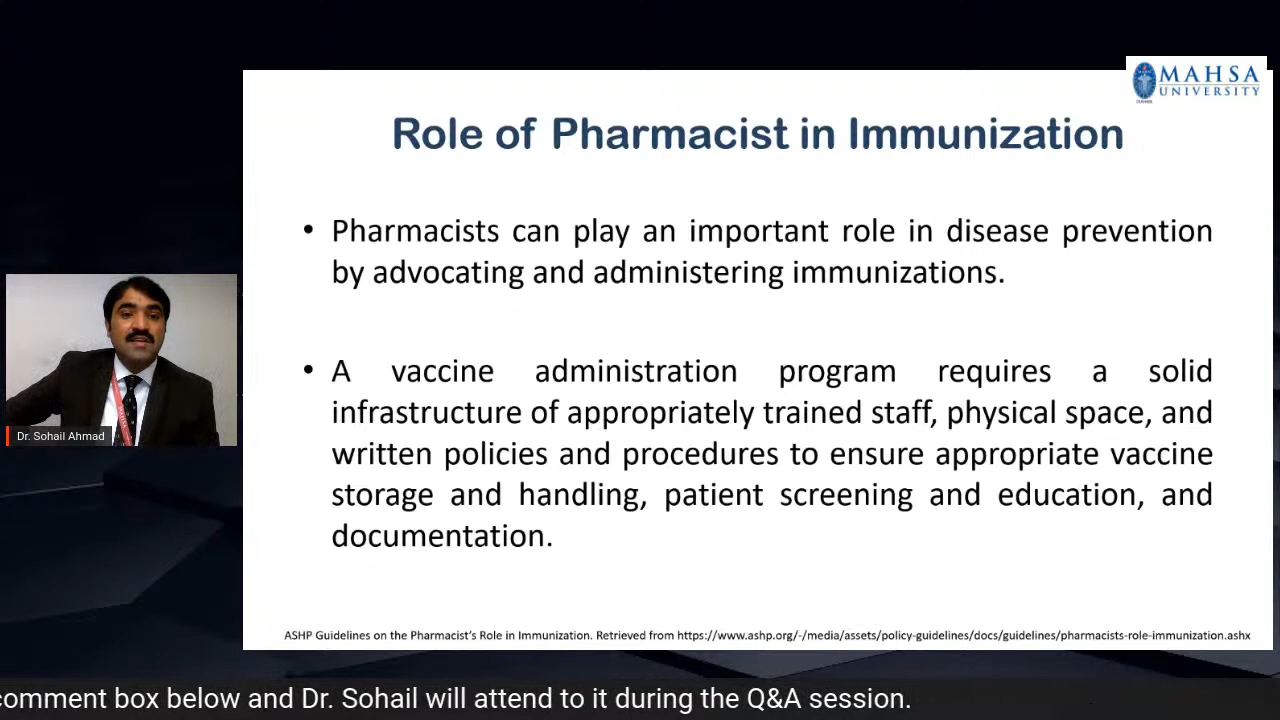 MAHSA
UNIVERSITY
Role of Pharmacist in Immunization
• Pharmacists can play an important role in disease prevention
by advocating and administering immunizations.
• A vaccine administration program requires a solid
infrastructure of appropriately trained staff, physical space, and
written policies and procedures to ensure appropriate vaccine
storage and handling, patient screening and education, and
documentation.
Dr. Sohail Ahmad
ASHP Guidelines on the Pharmacist's Role in Immunization. Retrieved from https://www.ashp.org/-/media/assets/policy-guidelines/docs/guidelines/pharmacists-role-immunization.ashx
comment box below and Dr. Sohail will attend to it during the Q&A session.